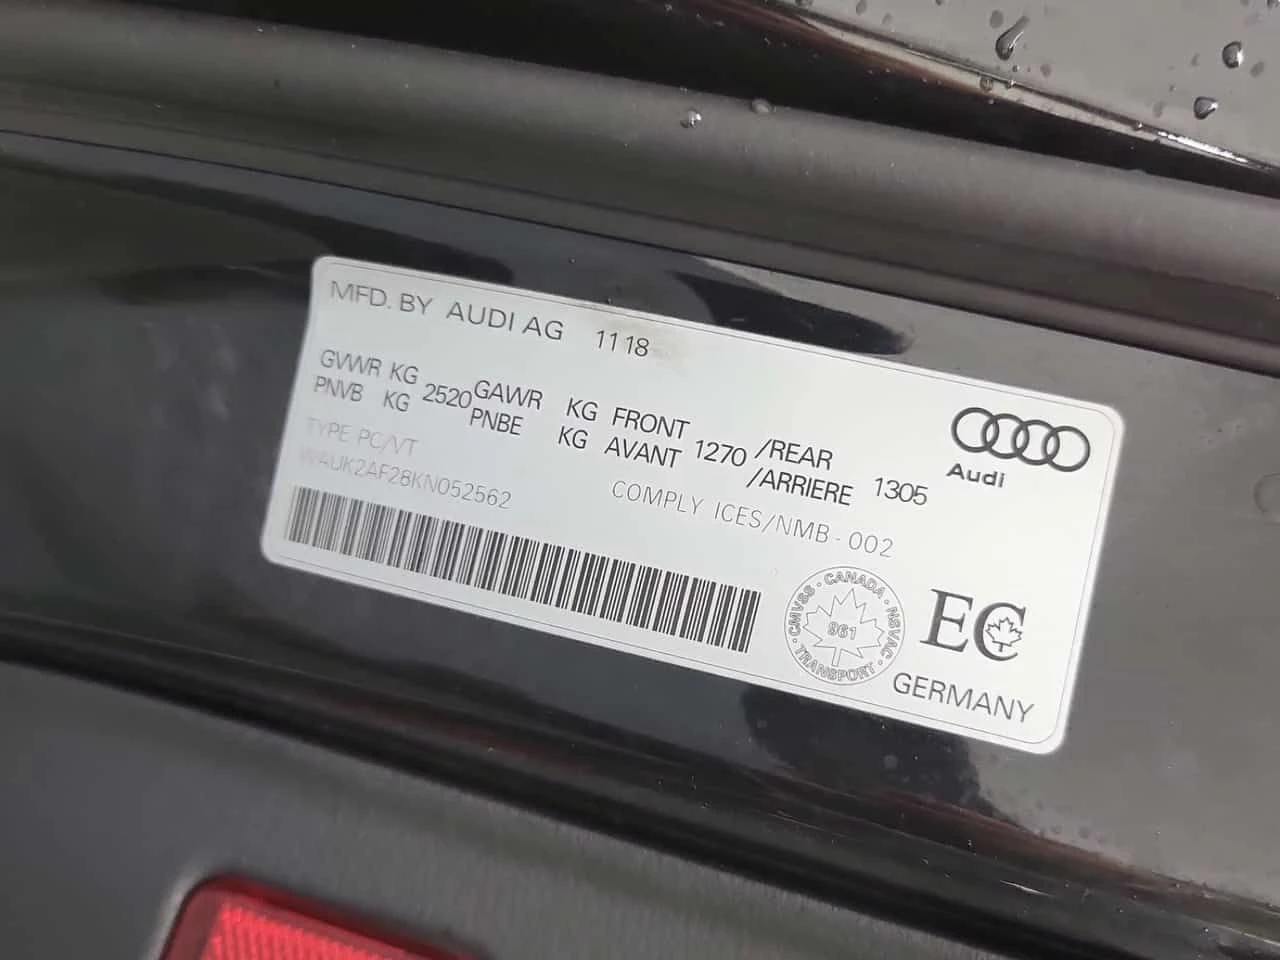 MFD. BY AUDI AG 1118
GVWR KG 2520 GAWR KG FRONT 1270 /REAR 1305
PNVB KG PNBE KG AVANT /ARRIERE
TYPE PC/VT
WAUK2AF28KN052562
COMPLY ICES/NMB-002
Audi
CMVSS · CANADA · NSVAC · TRANSPORT ·
961
EC
GERMANY